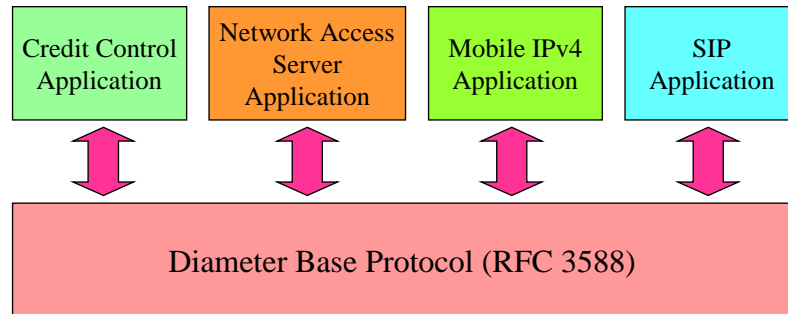 Credit Control
Application
Network Access
Server
Application
Mobile IPv4
Application
SIP
Application
Diameter Base Protocol (RFC 3588)